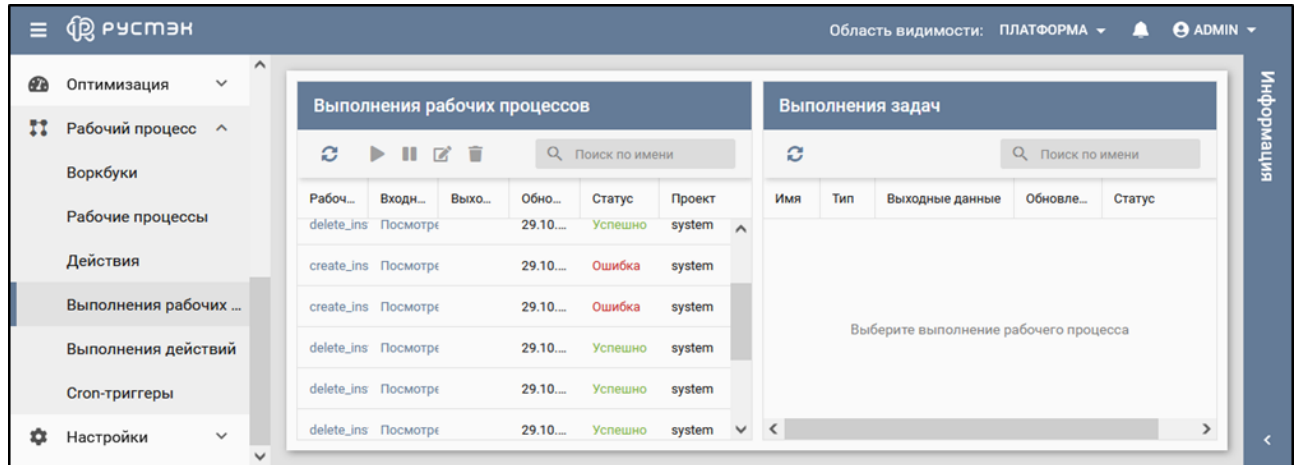 РУСТЭК
Область видимости: ПЛАТФОРМА
ADMIN
Оптимизация
Рабочий процесс
Воркбуки
Рабочие процессы
Действия
Выполнения рабочих ...
Выполнения действий
Cron-триггеры
Настройки
Выполнения рабочих процессов
Поиск по имени
Рабоч... Входн... Выхо... Обно... Статус Проект
delete_ins Посмотре 29.10.... Успешно system
create_ins Посмотре 29.10.... Ошибка system
create_ins Посмотре 29.10.... Ошибка system
delete_ins Посмотре 29.10.... Успешно system
delete_ins Посмотре 29.10.... Успешно system
delete_ins Посмотре 29.10.... Успешно system
Выполнения задач
Поиск по имени
Имя Тип Выходные данные Обновле... Статус
Выберите выполнение рабочего процесса
Информация